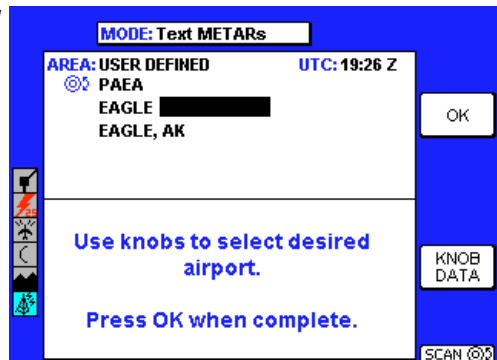 MODE: Text METARs
AREA: USER DEFINED UTC: 19:26 Z
PAEA
EAGLE
EAGLE, AK
OK
25
Use knobs to select desired
airport.
KNOB
DATA
Press OK when complete.
SCAN